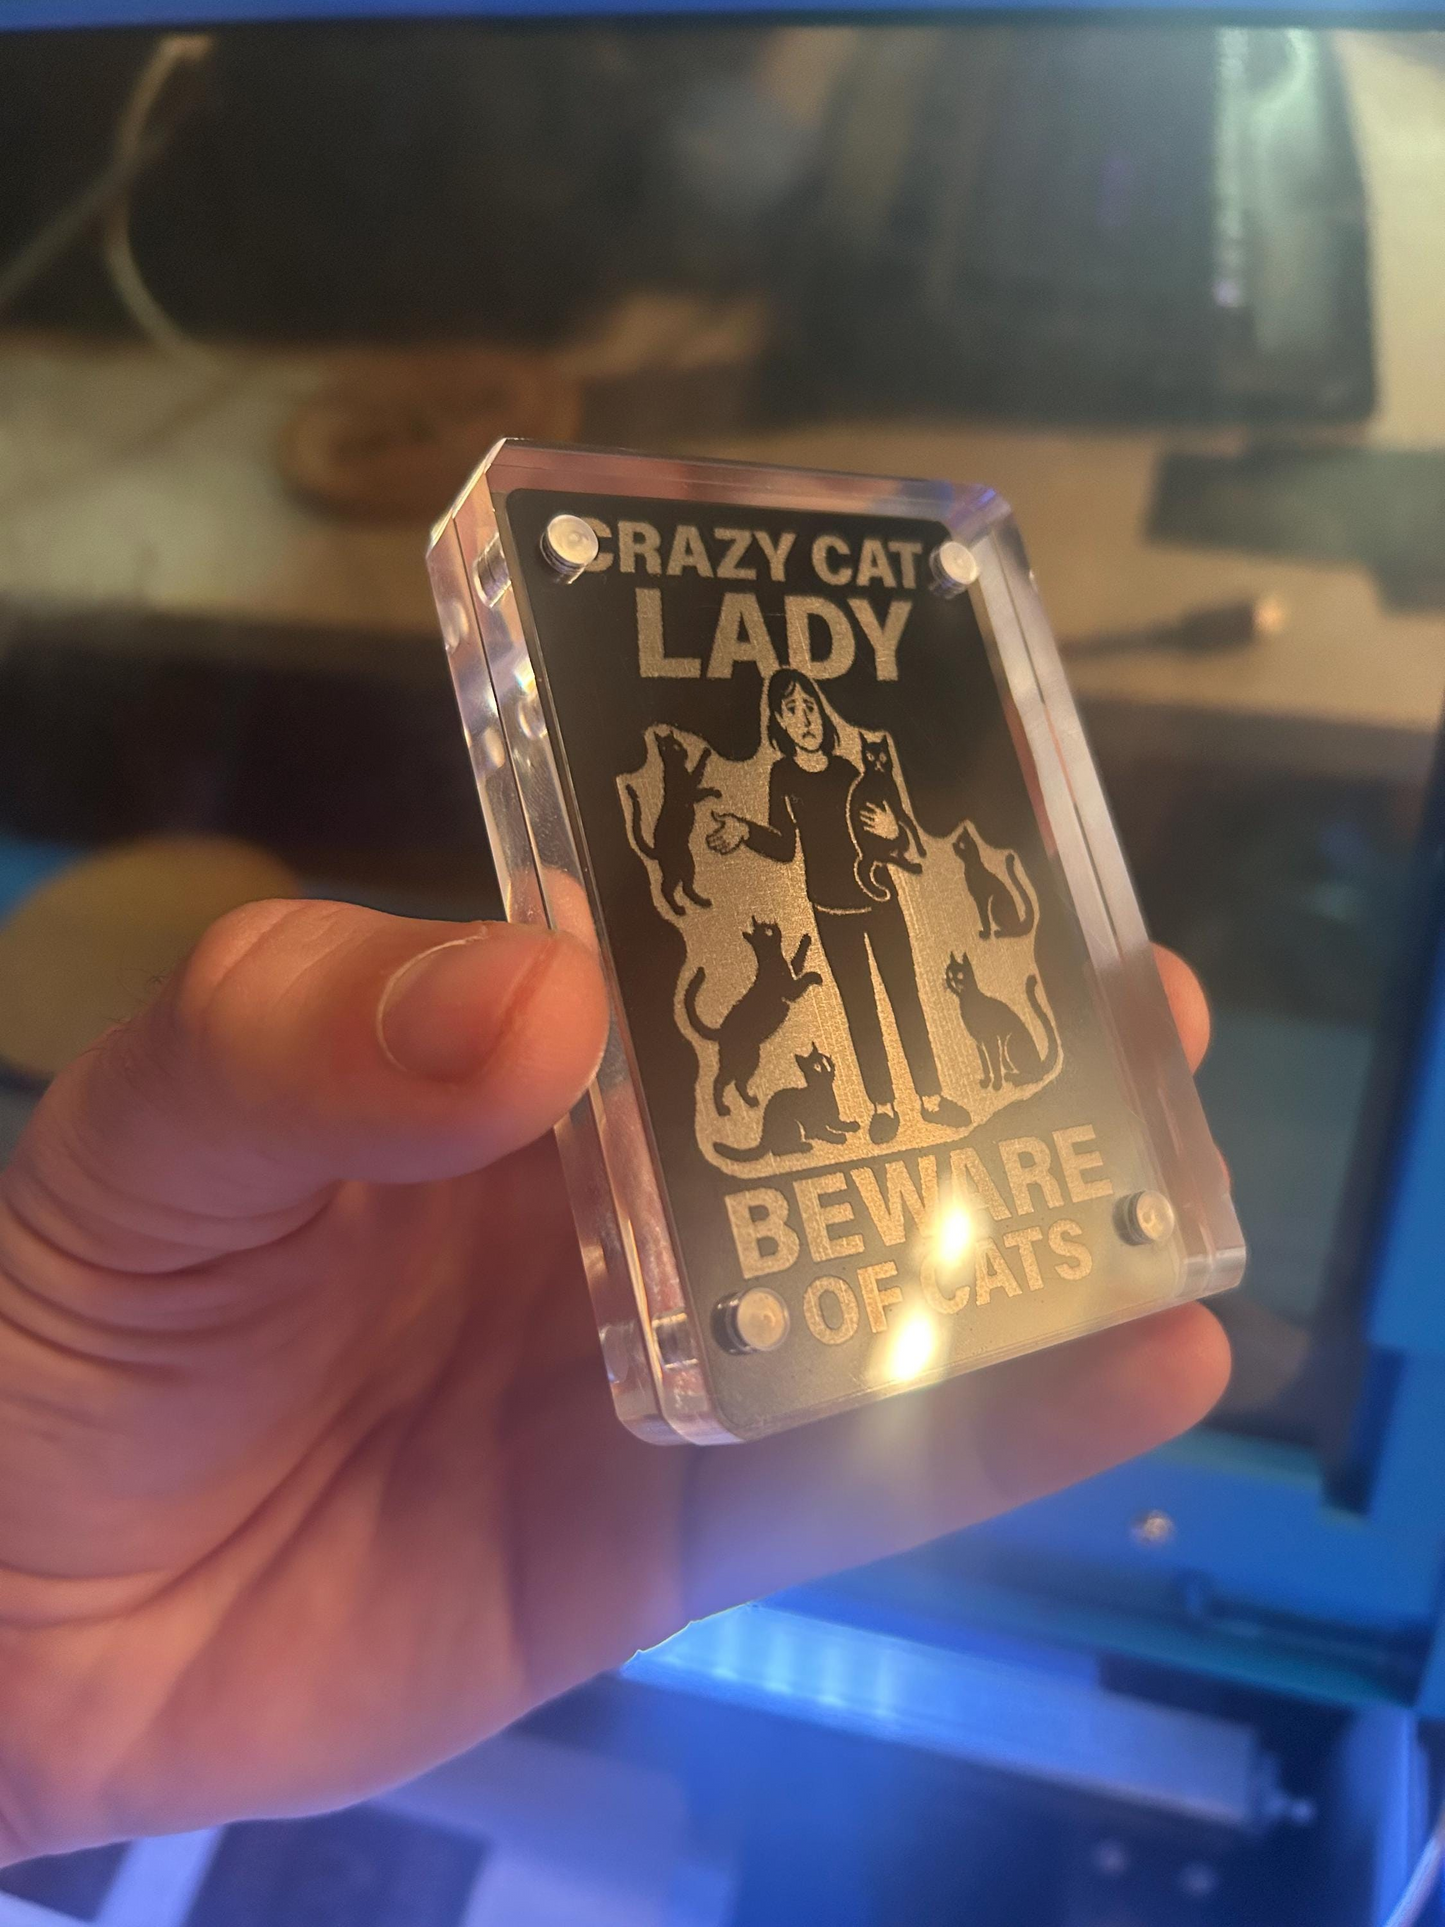 CRAZY CAT
LADY
BEWARE
OF CATS